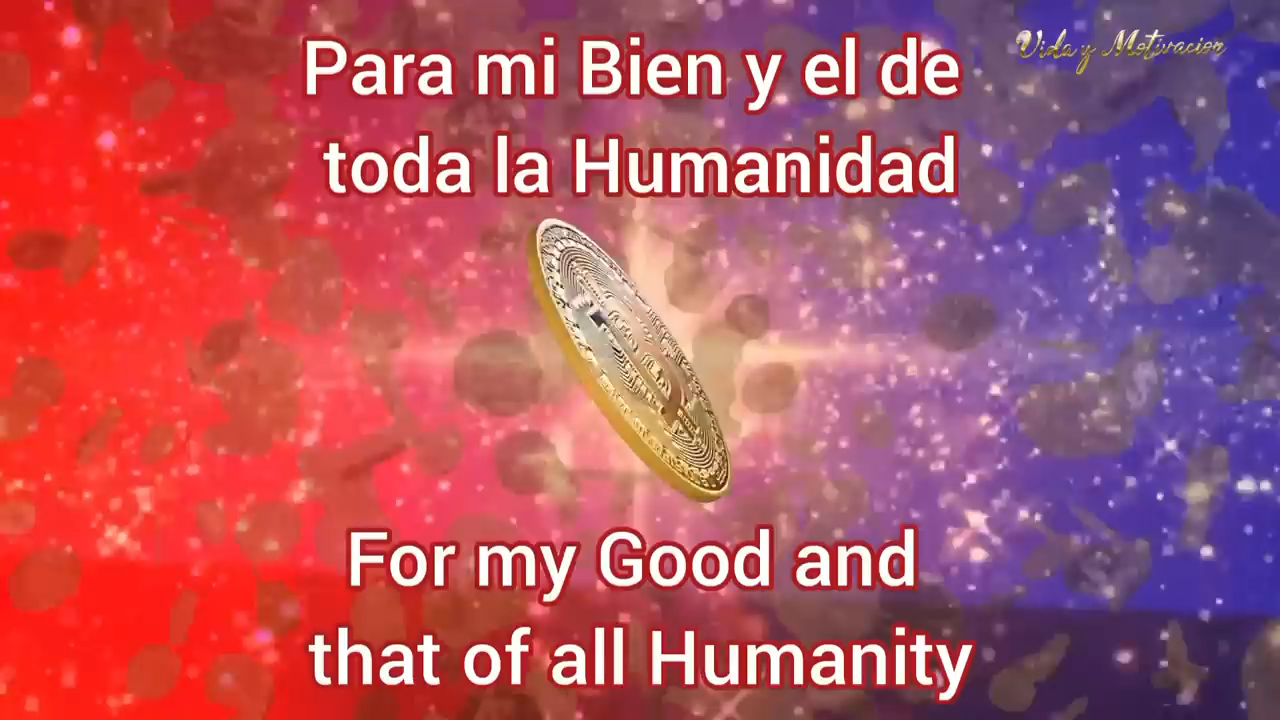 Vida y Motivacion
Para mi Bien y el de
toda la Humanidad
For my Good and
that of all Humanity